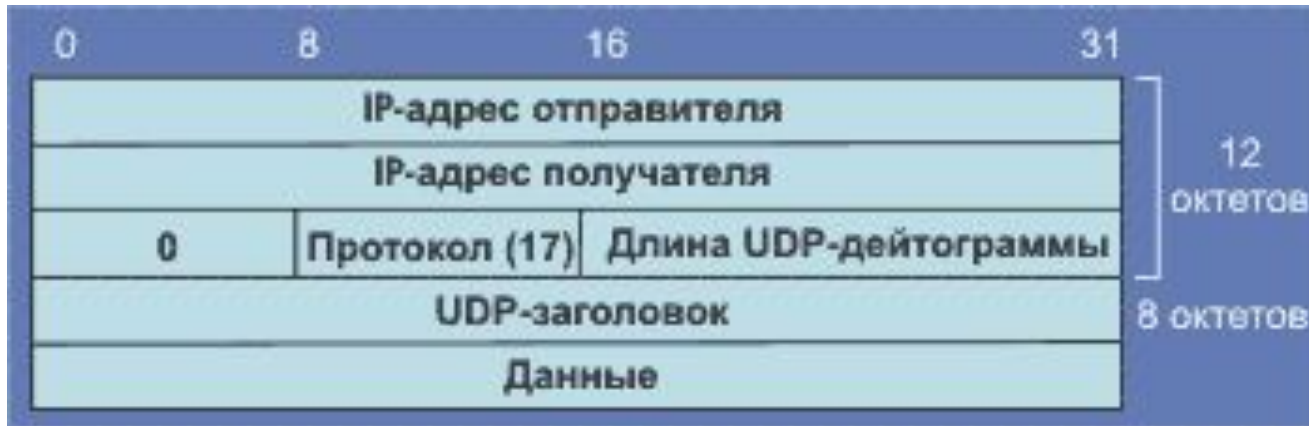 0 8 16 31
IP-адрес отправителя
IP-адрес получателя
12
октетов
0 Протокол (17) Длина UDP-дейтограммы
UDP-заголовок
8 октетов
Данные